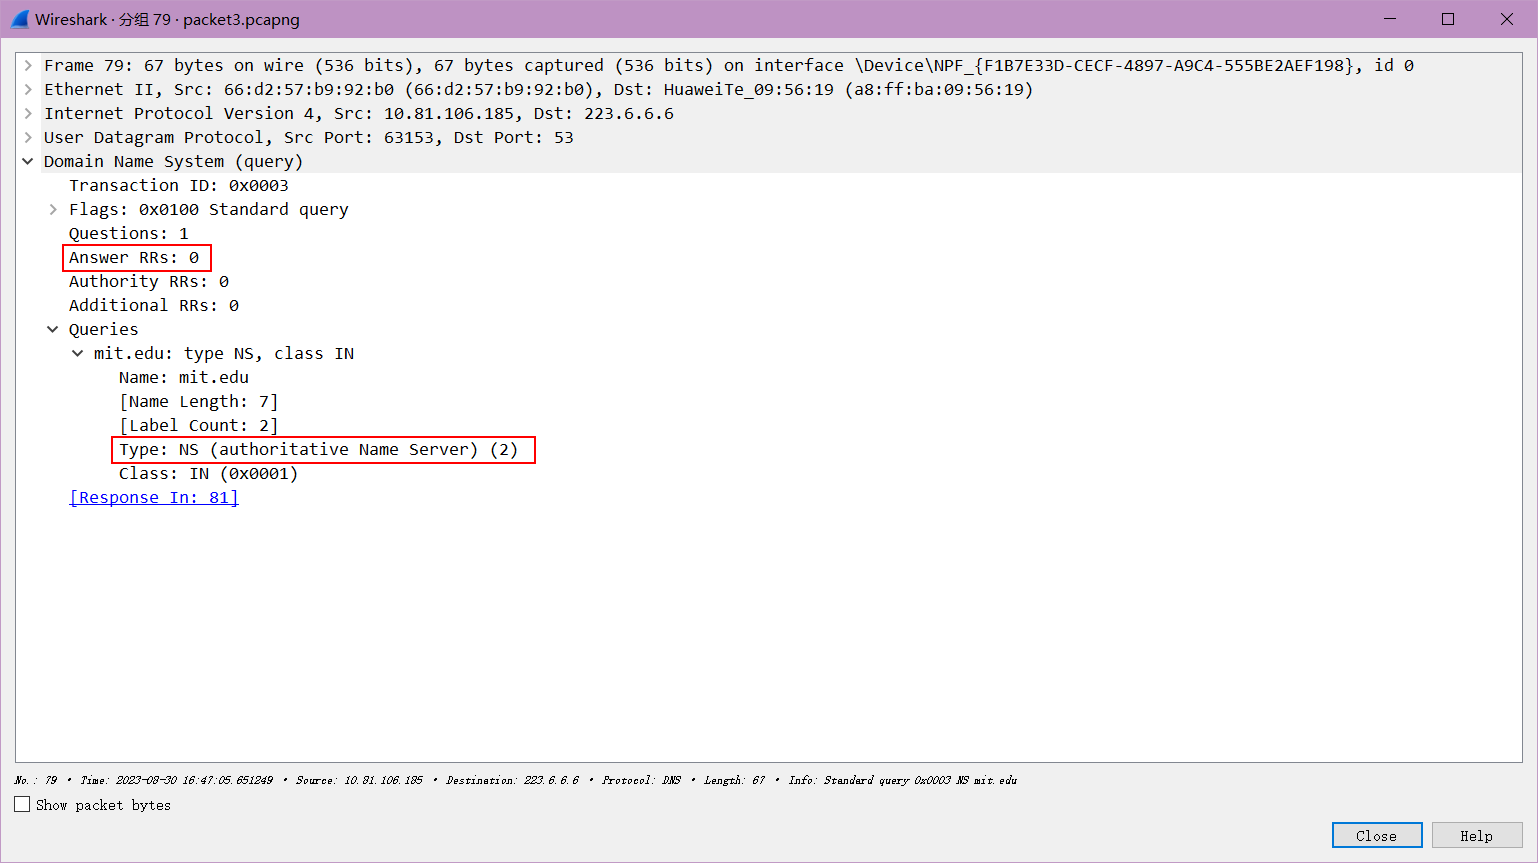 Wireshark · 分组 79 · packet3.pcapng
Frame 79: 67 bytes on wire (536 bits), 67 bytes captured (536 bits) on interface \Device\NPF_{F1B7E33D-CECF-4897-A9C4-555BE2AEF198}, id 0
Ethernet II, Src: 66:d2:57:b9:92:b0 (66:d2:57:b9:92:b0), Dst: HuaweiTe_09:56:19 (a8:ff:ba:09:56:19)
Internet Protocol Version 4, Src: 10.81.106.185, Dst: 223.6.6.6
User Datagram Protocol, Src Port: 63153, Dst Port: 53
Domain Name System (query)
Transaction ID: 0x0003
Flags: 0x0100 Standard query
Questions: 1
Answer RRs: 0
Authority RRs: 0
Additional RRs: 0
Queries
mit.edu: type NS, class IN
Name: mit.edu
[Name Length: 7]
[Label Count: 2]
Type: NS (authoritative Name Server) (2)
Class: IN (0x0001)
[Response In: 81]
No.: 79 · Time: 2023-08-30 16:47:05.651249 · Source: 10.81.106.185 · Destination: 223.6.6.6 · Protocol: DNS · Length: 67 · Info: Standard query 0x0003 NS mit.edu
Show packet bytes
Close
Help